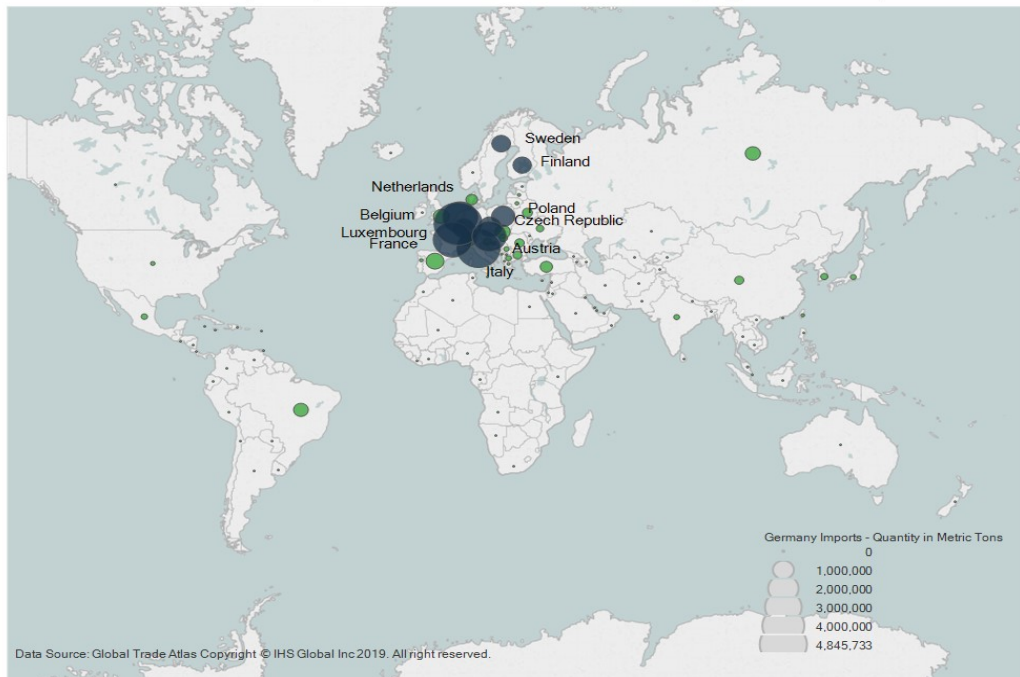 Sweden
Finland
Netherlands
Poland
Belgium
Czech Republic
Luxembourg
France
Austria
Italy
Germany Imports - Quantity in Metric Tons
0
1,000,000
2,000,000
3,000,000
4,000,000
4,845,733
Data Source: Global Trade Atlas Copyright © IHS Global Inc 2019. All right reserved.